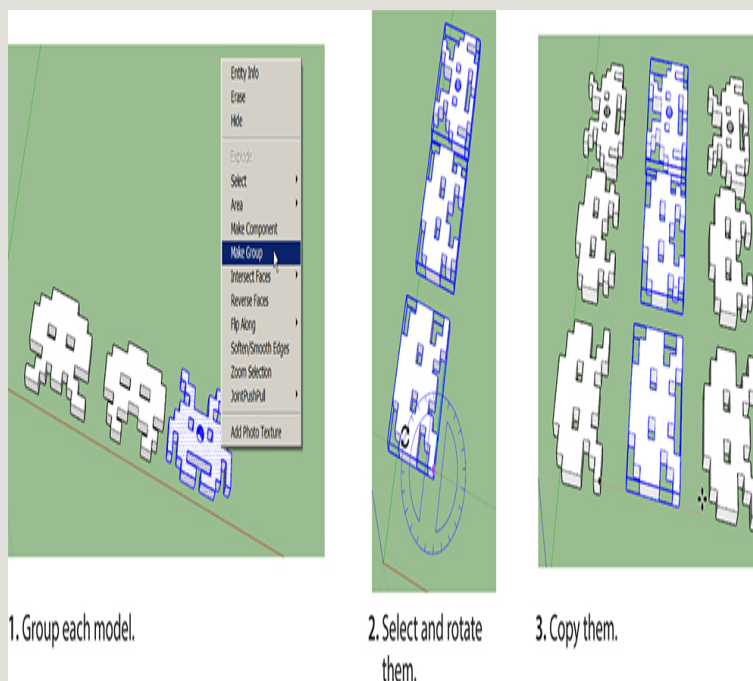 Entity Info
Erase
Hide
Explode
Select
Area
Make Component
Make Group
Intersect Faces
Reverse Faces
Flip Along
Soften/Smooth Edges
Zoom Selection
JointPushPull
Add Photo Texture
1. Group each model.
2. Select and rotate
them.
3. Copy them.